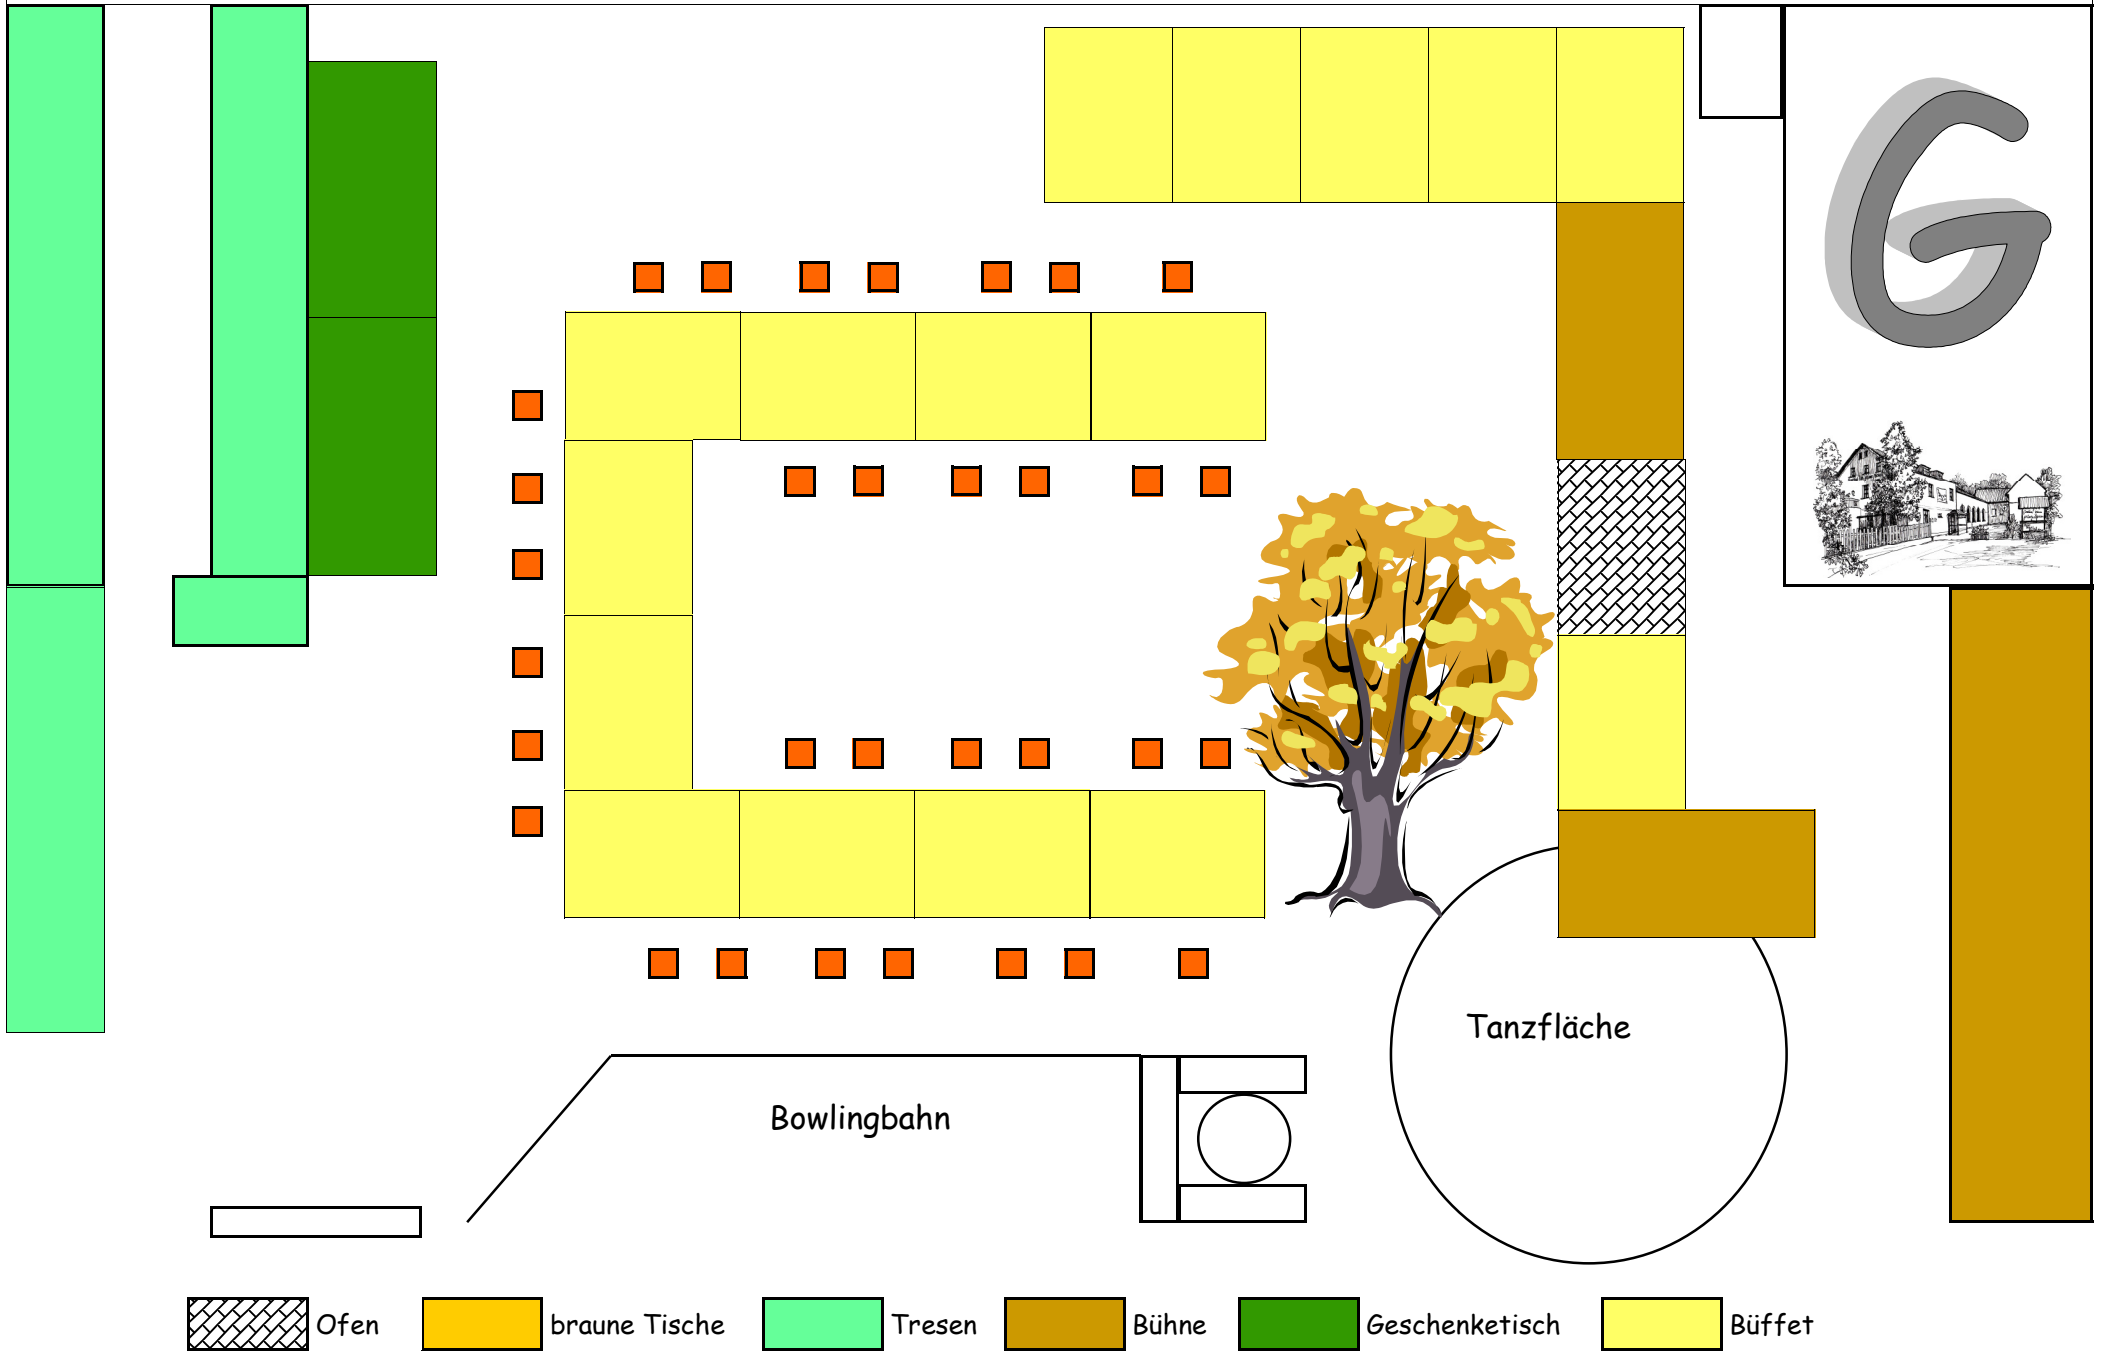 G
Tanzfläche
Bowlingbahn
Ofen
braune Tische
Tresen
Bühne
Geschenketisch
Büffet